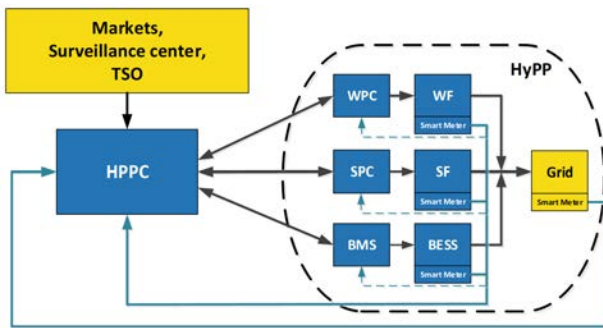 Markets,
Surveillance center,
TSO
HyPP
WPC
WF
Smart Meter
HPPC
SPC
SF
Smart Meter
Grid
Smart Meter
BMS
BESS
Smart Meter